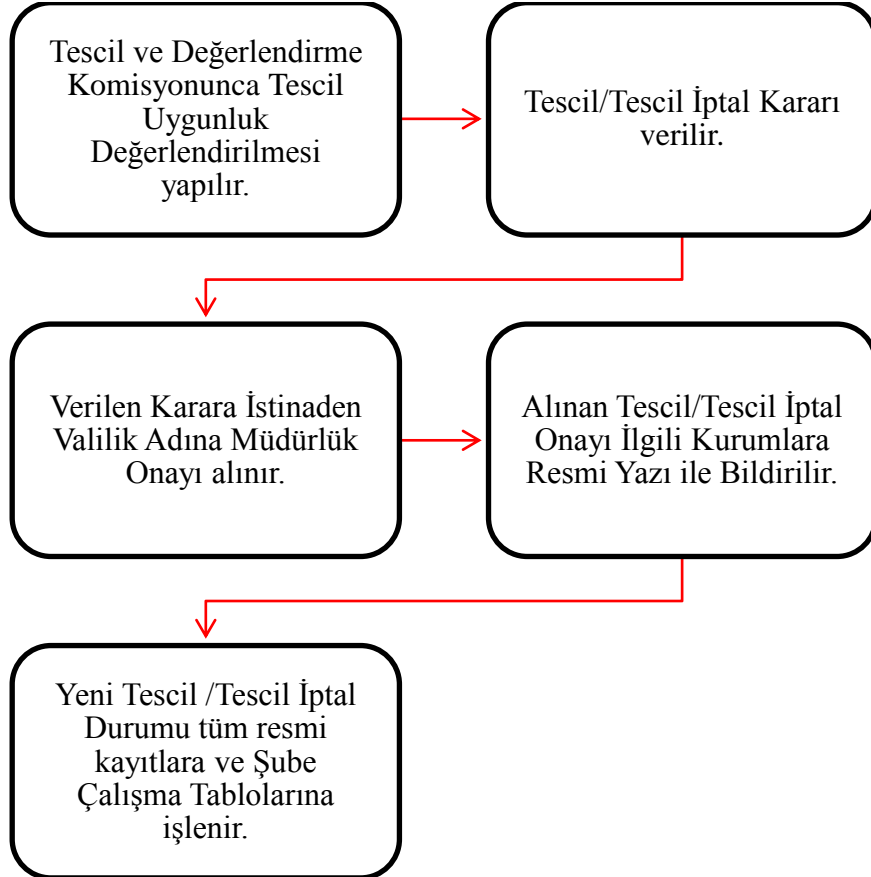 Tescil ve Değerlendirme
Komisyonunca Tescil
Uygunluk
Değerlendirilmesi
yapılır.
Tescil/Tescil İptal Kararı
verilir.
Verilen Karara İstinaden
Valilik Adına Müdürlük
Onayı alınır.
Alınan Tescil/Tescil İptal
Onayı İlgili Kurumlara
Resmi Yazı ile Bildirilir.
Yeni Tescil /Tescil İptal
Durumu tüm resmi
kayıtlara ve Şube
Çalışma Tablolarına
işlenir.